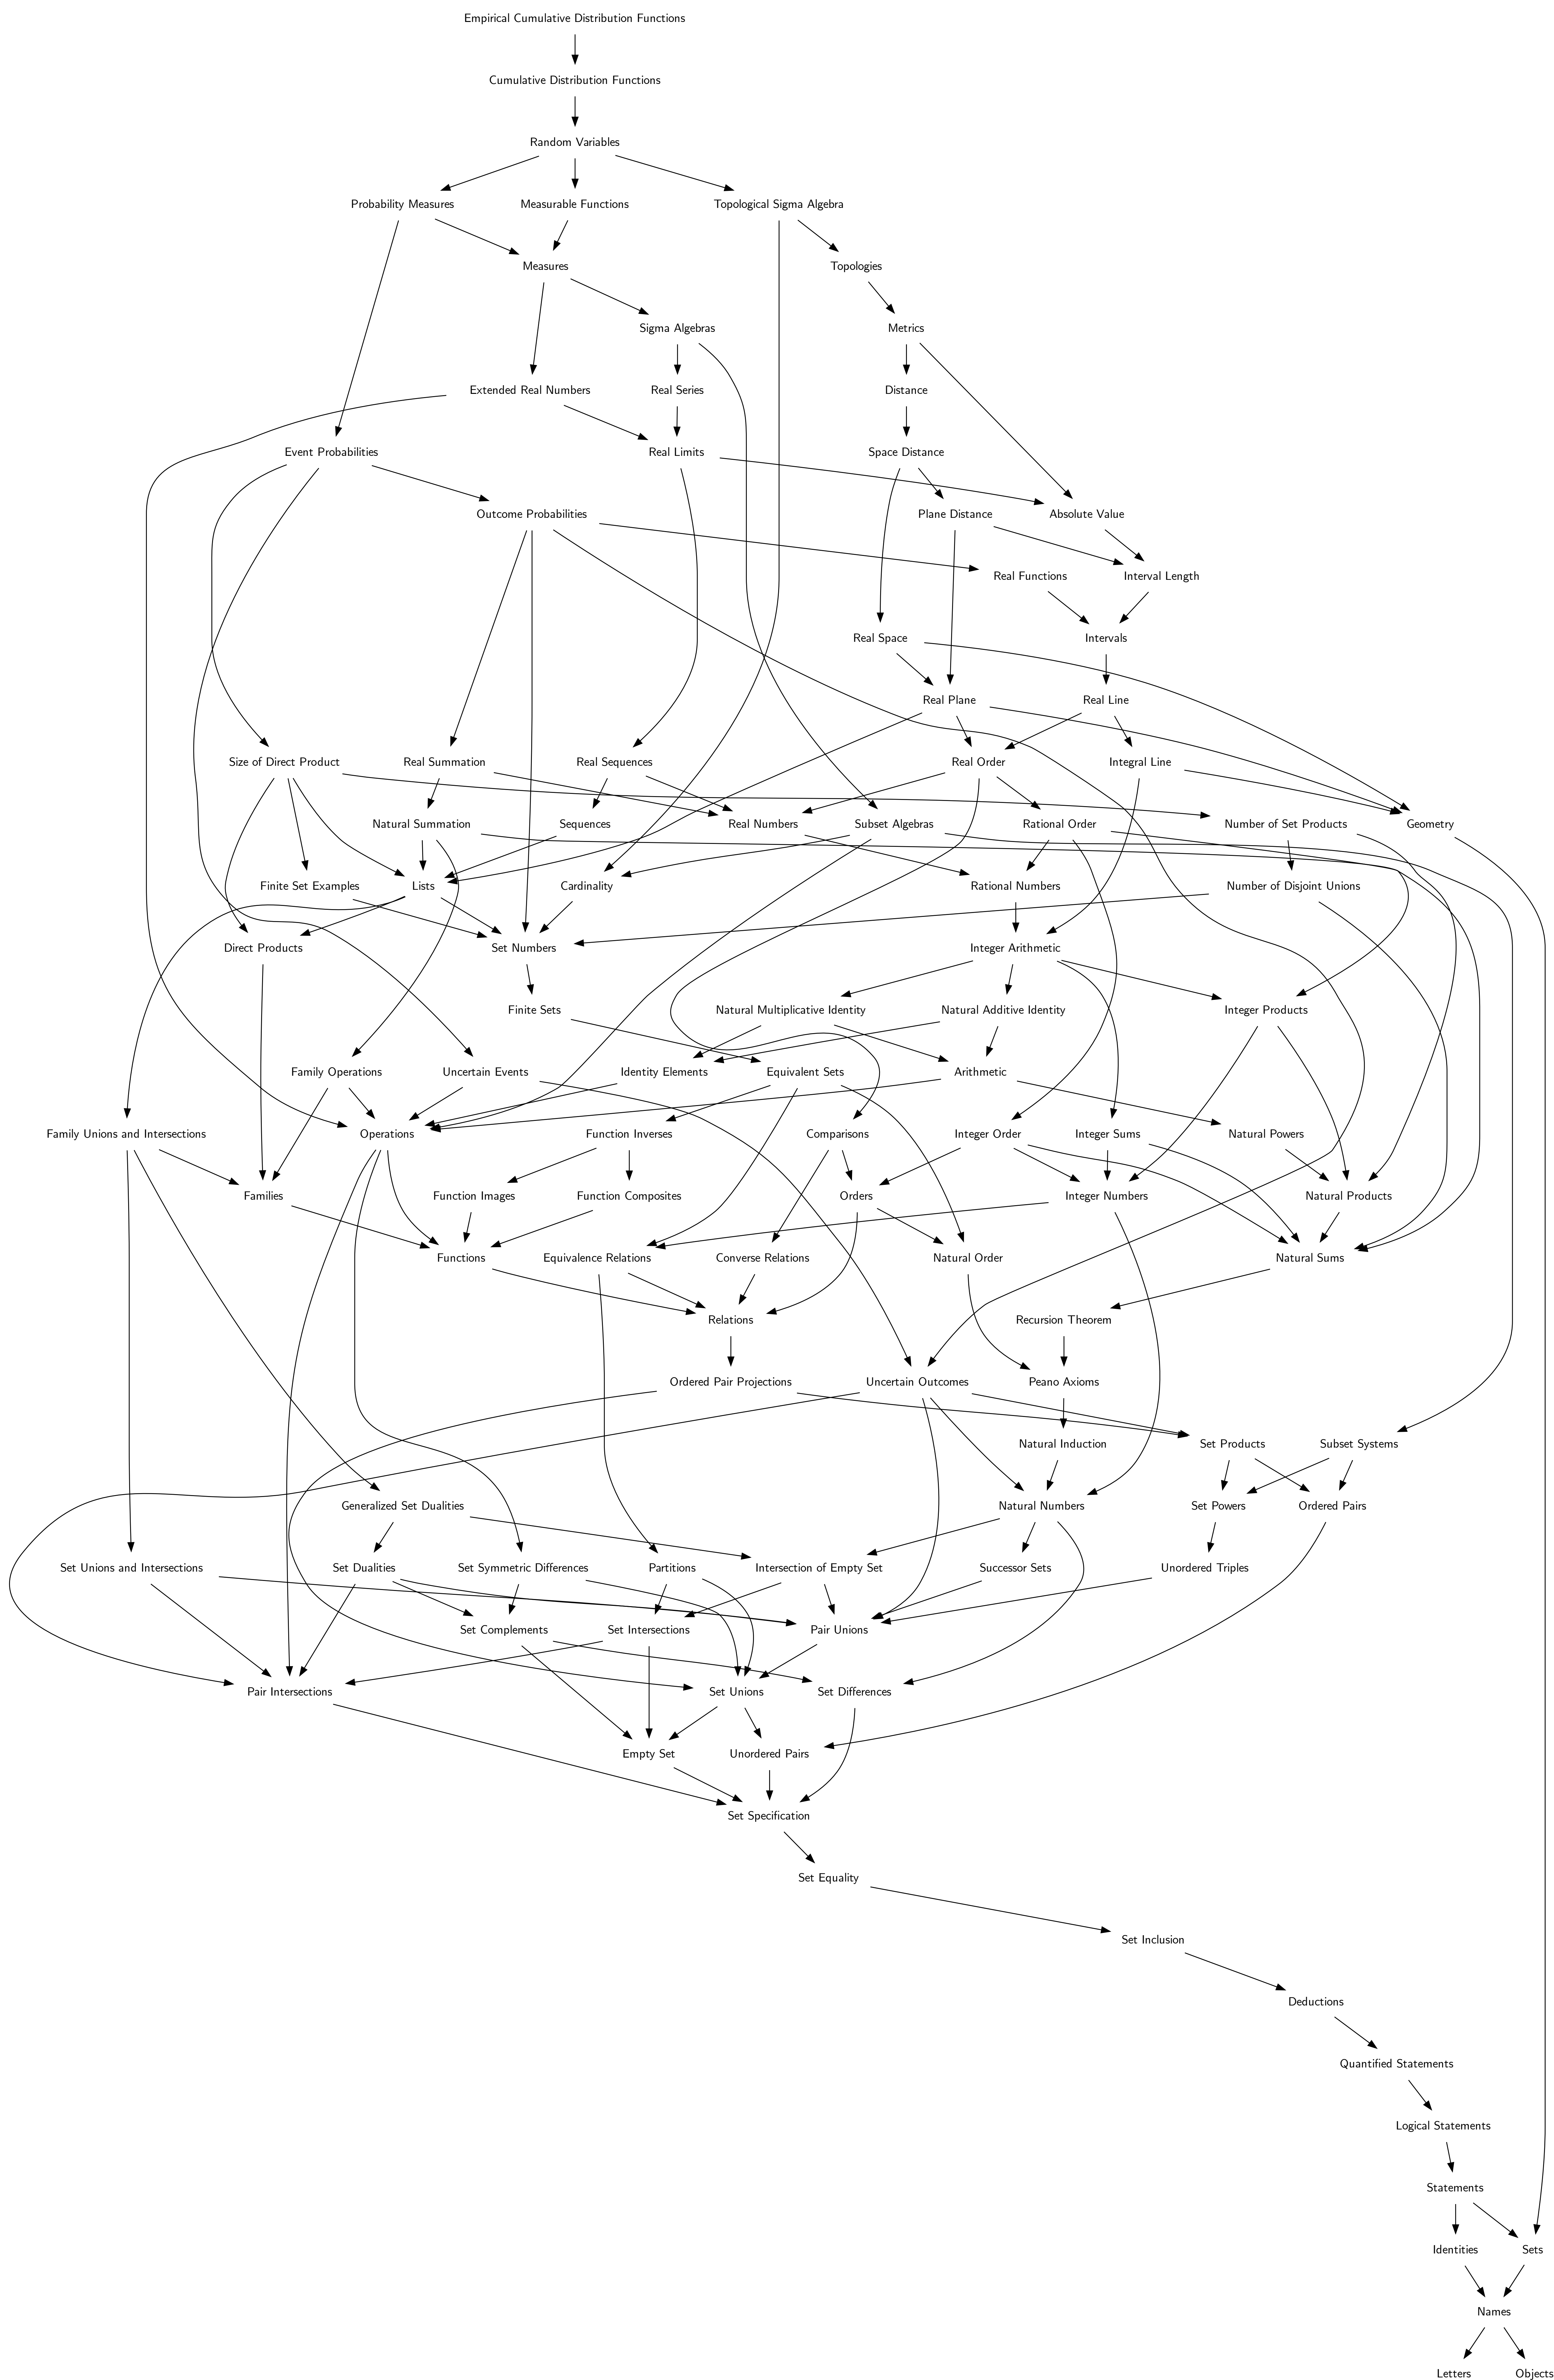 Empirical Cumulative Distribution Functions
Cumulative Distribution Functions
Random Variables
Probability Measures
Measurable Functions
Topological Sigma Algebra
Measures
Topologies
Sigma Algebras
Metrics
Extended Real Numbers
Real Series
Distance
Event Probabilities
Real Limits
Space Distance
Outcome Probabilities
Plane Distance
Absolute Value
Real Functions
Interval Length
Real Space
Intervals
Real Plane
Real Line
Size of Direct Product
Real Summation
Real Sequences
Real Order
Integral Line
Natural Summation
Sequences
Real Numbers
Subset Algebras
Rational Order
Number of Set Products
Geometry
Finite Set Examples
Lists
Cardinality
Rational Numbers
Number of Disjoint Unions
Direct Products
Set Numbers
Integer Arithmetic
Finite Sets
Natural Multiplicative Identity
Natural Additive Identity
Integer Products
Family Operations
Uncertain Events
Identity Elements
Equivalent Sets
Arithmetic
Family Unions and Intersections
Operations
Function Inverses
Comparisons
Integer Order
Integer Sums
Natural Powers
Families
Function Images
Function Composites
Orders
Integer Numbers
Natural Products
Functions
Equivalence Relations
Converse Relations
Natural Order
Natural Sums
Relations
Recursion Theorem
Ordered Pair Projections
Uncertain Outcomes
Peano Axioms
Natural Induction
Set Products
Subset Systems
Generalized Set Dualities
Natural Numbers
Set Powers
Ordered Pairs
Set Unions and Intersections
Set Dualities
Set Symmetric Differences
Partitions
Intersection of Empty Set
Successor Sets
Unordered Triples
Set Complements
Set Intersections
Pair Unions
Pair Intersections
Set Unions
Set Differences
Empty Set
Unordered Pairs
Set Specification
Set Equality
Set Inclusion
Deductions
Quantified Statements
Logical Statements
Statements
Identities
Sets
Names
Letters
Objects